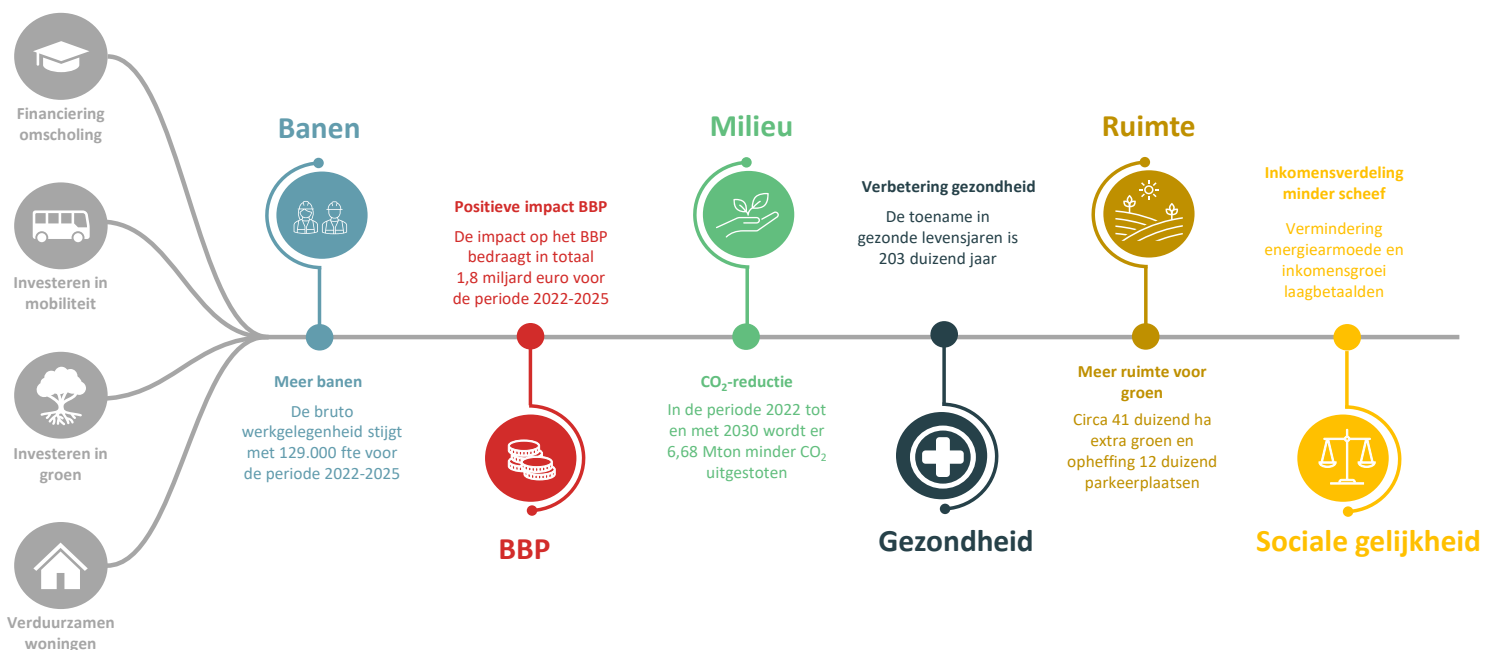 Financiering
omscholing
Investeren in
mobiliteit
Investeren in
groen
Verduurzamen
woningen
Banen
Meer banen
De bruto
werkgelegenheid stijgt
met 129.000 fte voor
de periode 2022-2025
Positieve impact BBP
De impact op het BBP
bedraagt in totaal
1,8 miljard euro voor
de periode 2022-2025
BBP
Milieu
CO₂-reductie
In de periode 2022 tot
en met 2030 wordt er
6,68 Mton minder CO₂
uitgestoten
Verbetering gezondheid
De toename in
gezonde levensjaren is
203 duizend jaar
Gezondheid
Ruimte
Meer ruimte voor
groen
Circa 41 duizend ha
extra groen en
opheffing 12 duizend
parkeerplaatsen
Inkomensverdeling
minder scheef
Vermindering
energiearmoede en
inkomensgroei
laagbetaalden
Sociale gelijkheid